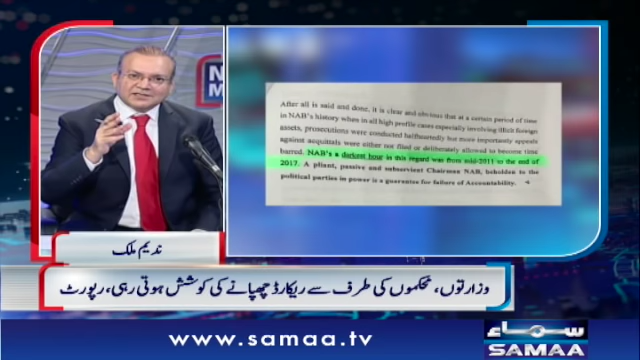 N
M
After all is said and done, it is clear and obvious that at a certain period of time
in NAB's history when in all high profile cases especially involving illicit foreign
assets, prosecutions were conducted halfheartedly but more importantly appeals
against acquittals were either not filed or deliberately allowed to become time
barred. NAB's a darkest hour in this regard was from mid-2011 to the end of
2017. A pliant, passive and subservient Chairman NAB, beholden to the
political parties in power is a guarantee for failure of Accountability.
ندیم ملک
وزارتوں، محکموں کی طرف سے ریکارڈ چھپانے کی کوشش ہوتی رہی، رپورٹ
www.samaa.tv
سماء
SAMAA